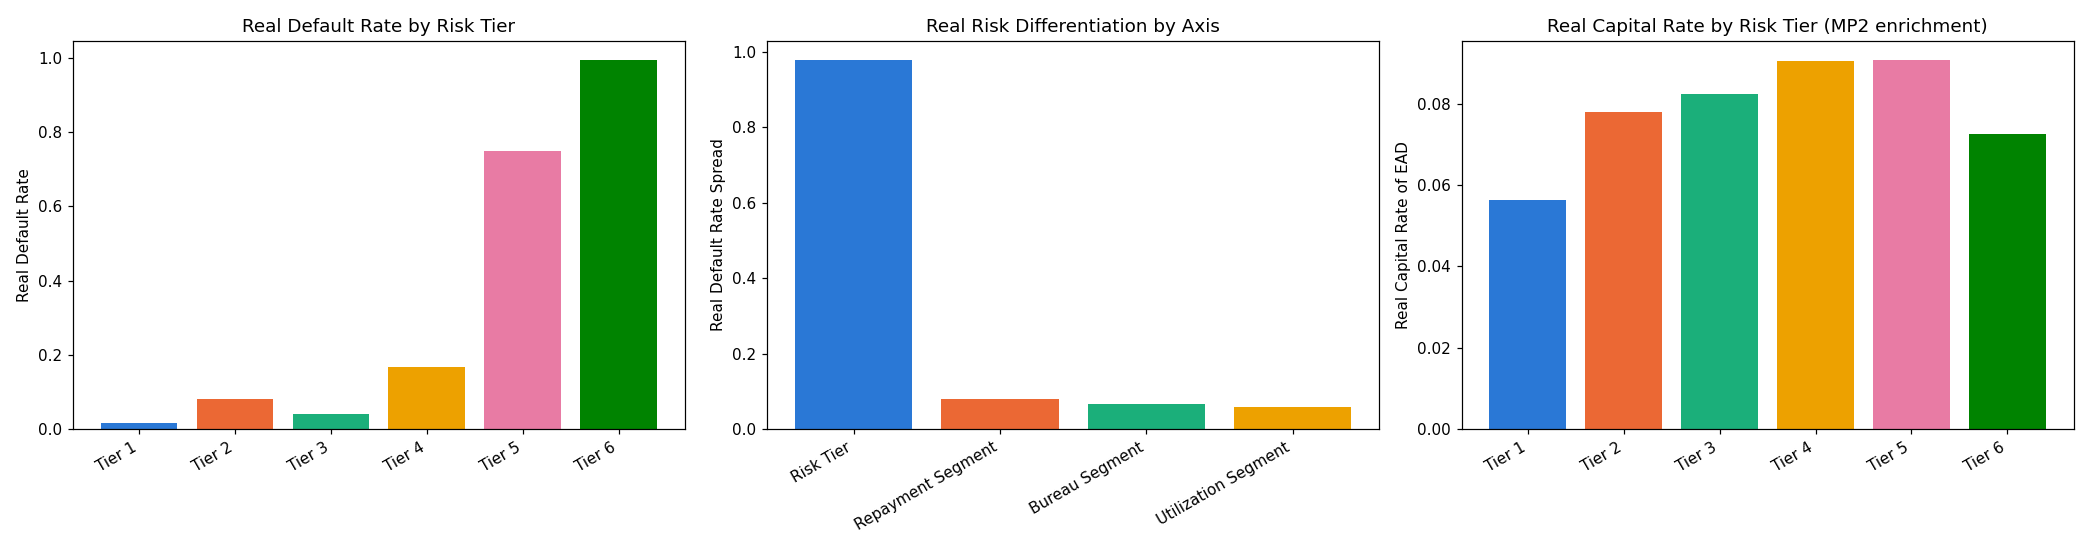 Real Default Rate by Risk Tier
Real Default Rate
1.0
0.8
0.6
0.4
0.2
0.0
Tier 1
Tier 2
Tier 3
Tier 4
Tier 5
Tier 6
Real Risk Differentiation by Axis
Real Default Rate Spread
1.0
0.8
0.6
0.4
0.2
0.0
Risk Tier
Repayment Segment
Bureau Segment
Utilization Segment
Real Capital Rate by Risk Tier (MP2 enrichment)
Real Capital Rate of EAD
0.08
0.06
0.04
0.02
0.00
Tier 1
Tier 2
Tier 3
Tier 4
Tier 5
Tier 6